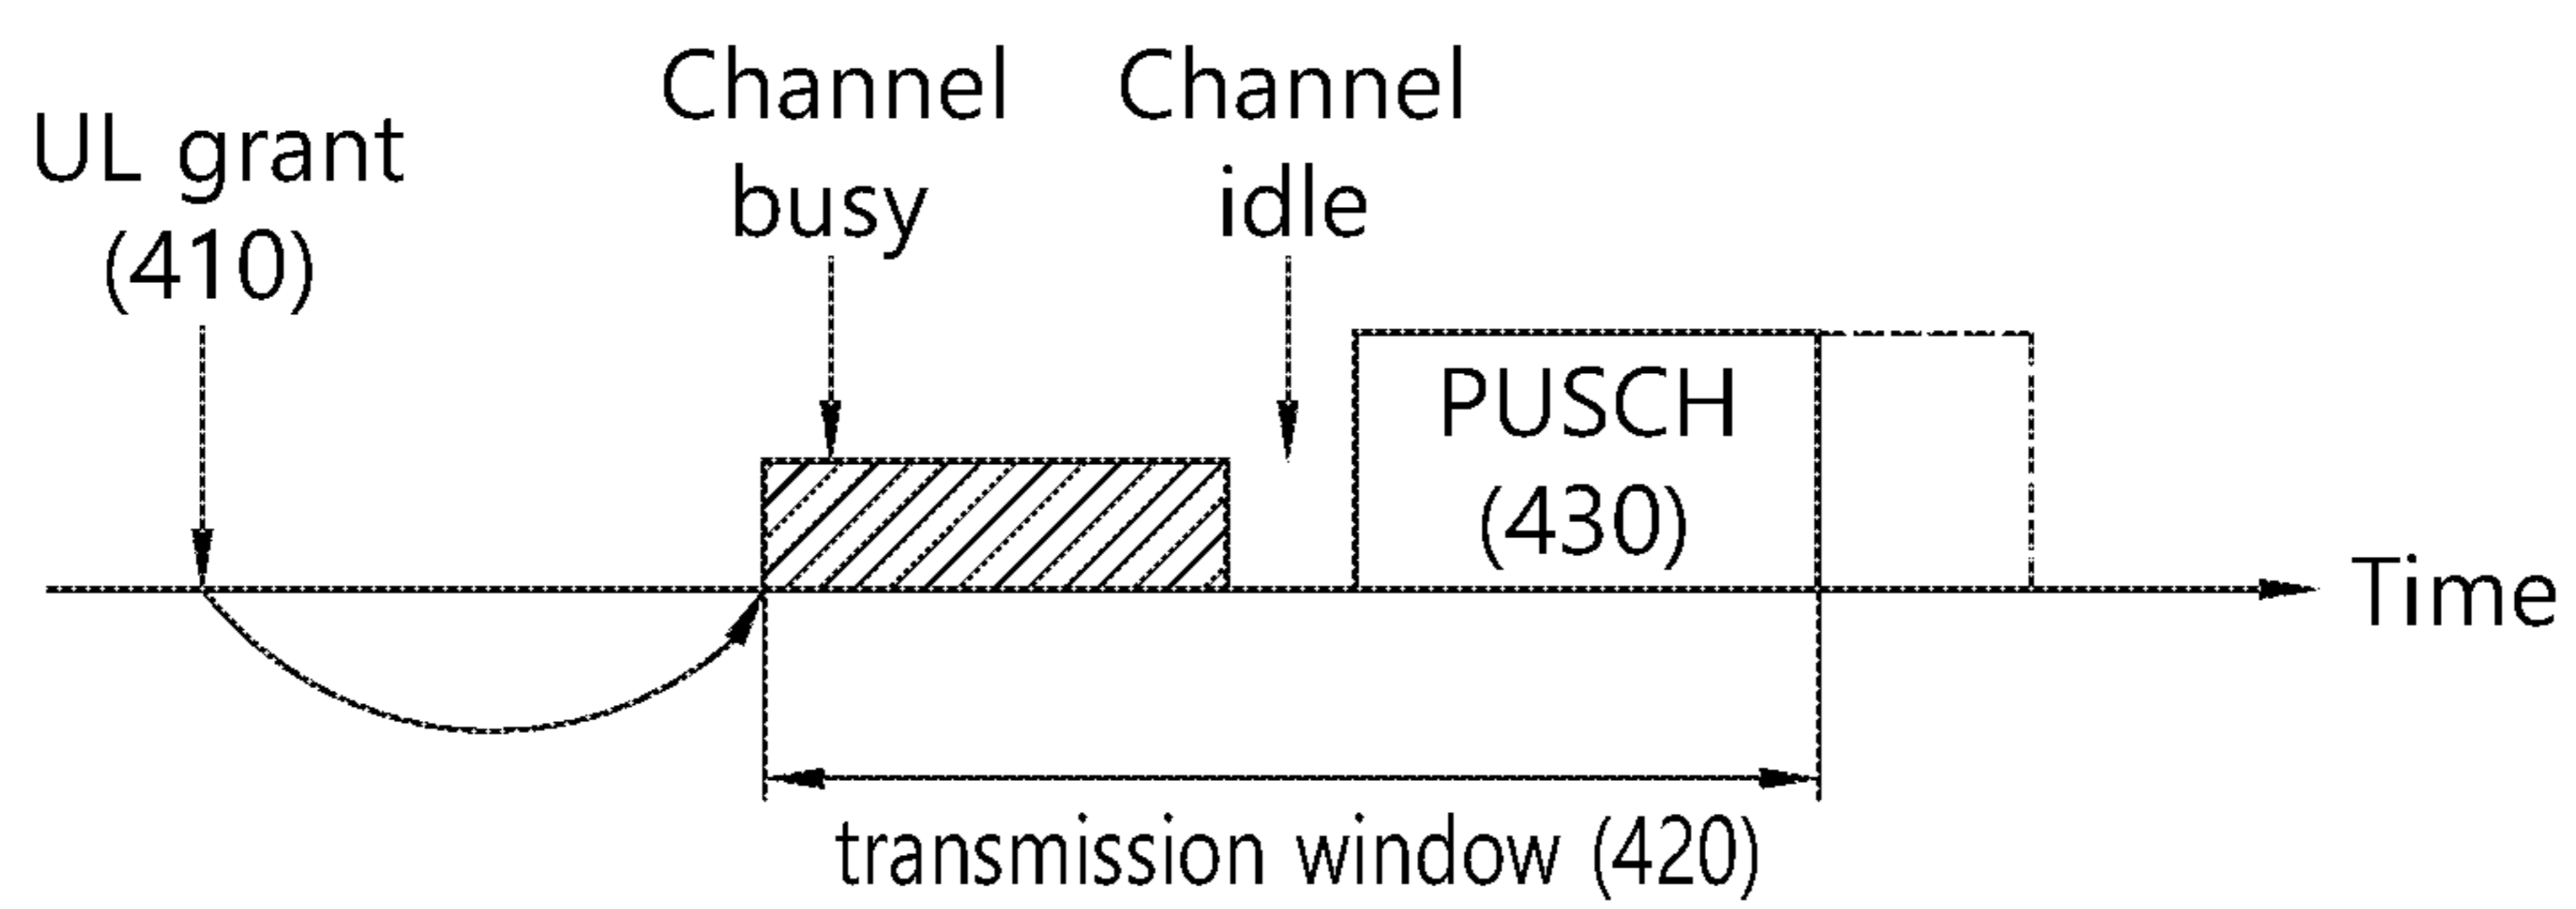 UL grant
(410)
Channel
busy
Channel
idle
PUSCH
(430)
Time
transmission window (420)